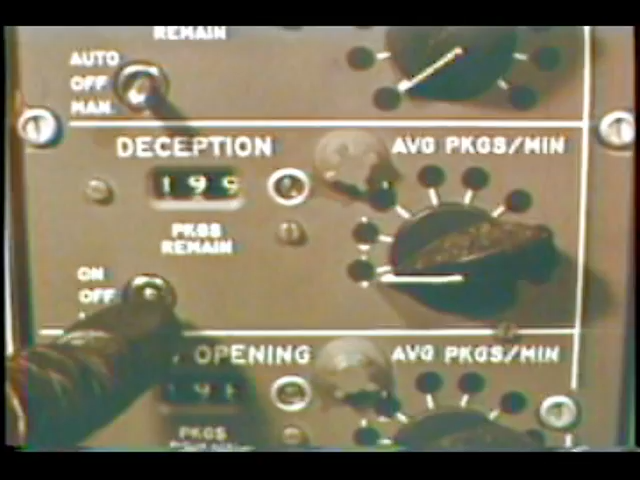 REMAIN
AUTO
OFF
MAN.
DECEPTION
AVG PKGS/MIN
199
PKGS
REMAIN
ON
OFF
OPENING
AVG PKGS/MIN
PKGS